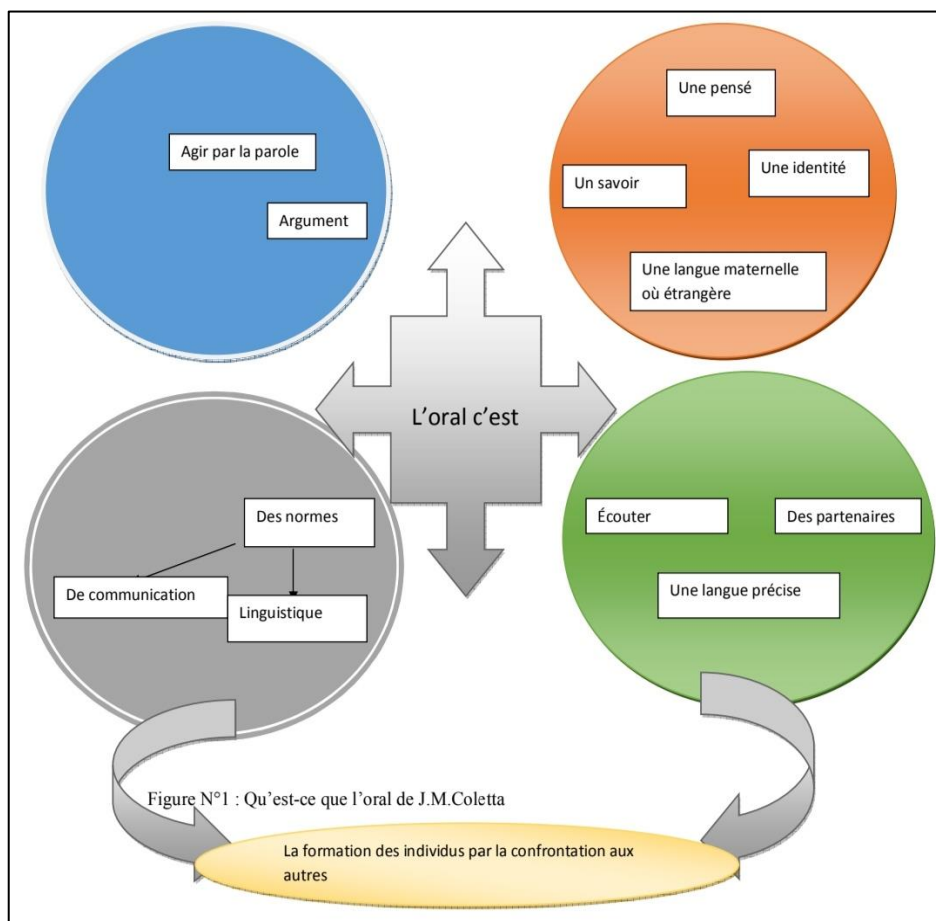 Agir par la parole
Argument
Une pensé
Un savoir
Une identité
Une langue maternelle
où étrangère
L'oral c'est
Des normes
De communication
Linguistique
Écouter
Des partenaires
Une langue précise
Figure N°1 : Qu'est-ce que l'oral de J.M.Coletta
La formation des individus par la confrontation aux
autres